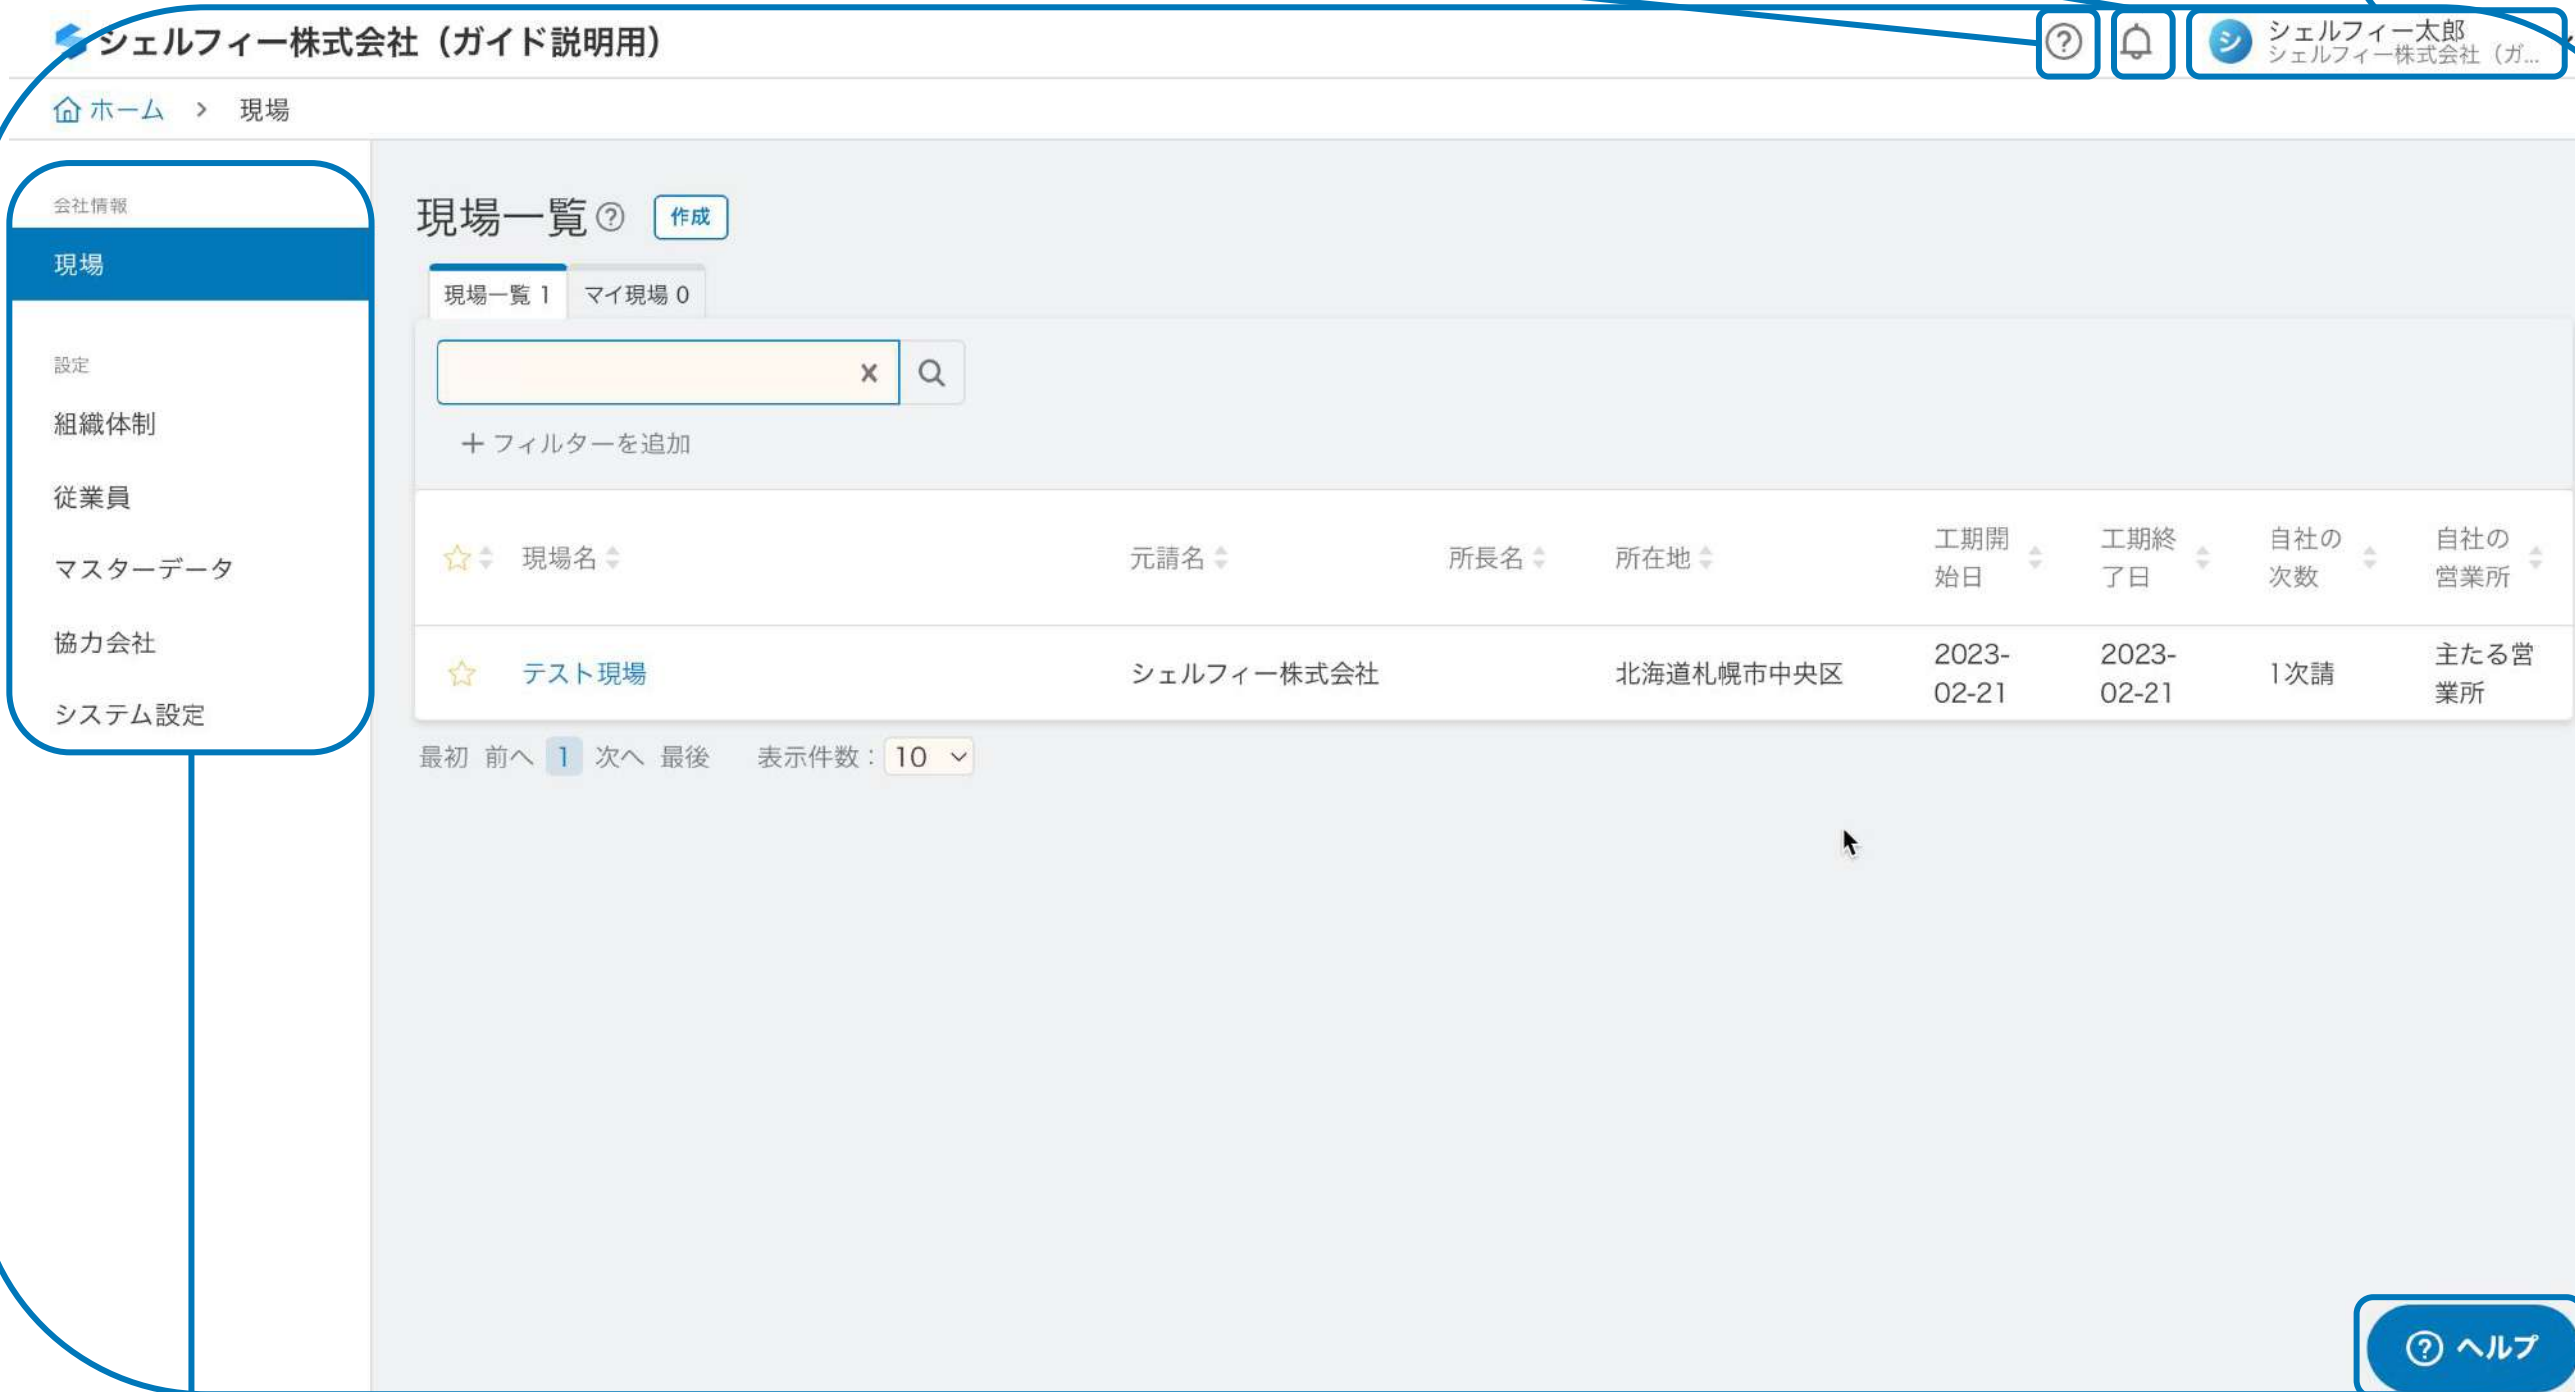 シェルフィー株式会社（ガイド説明用）
シ シェルフィー太郎
シェルフィー株式会社（ガ...
ホーム > 現場
会社情報
現場
設定
組織体制
従業員
マスターデータ
協力会社
システム設定
現場一覧 ? 作成
現場一覧 1 マイ現場 0
x
+ フィルターを追加
現場名 元請名 所長名 所在地 工期開始日 工期終了日 自社の次数 自社の営業所
テスト現場 シェルフィー株式会社 北海道札幌市中央区 2023-02-21 2023-02-21 1次請 主たる営業所
最初 前へ 1 次へ 最後 表示件数：10
? ヘルプ